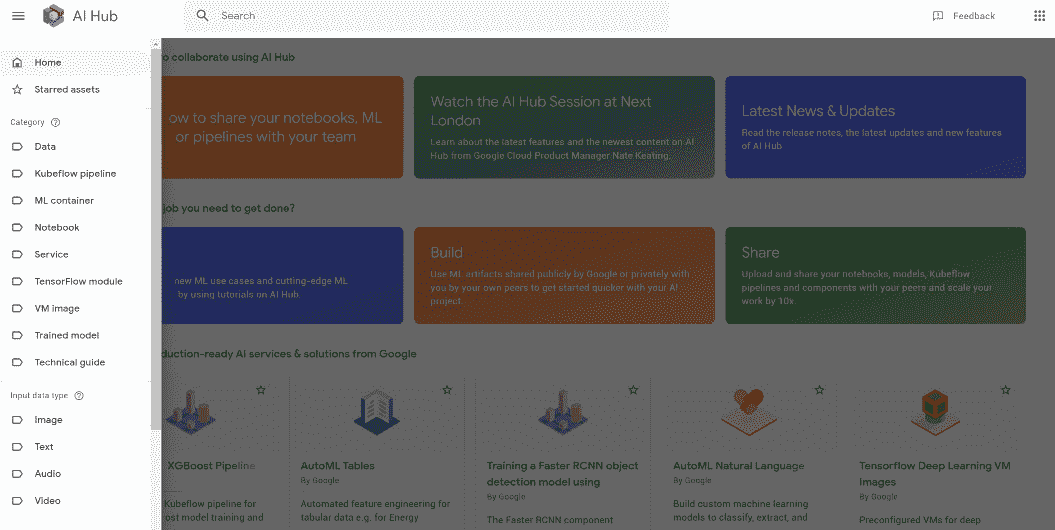 AI Hub
Search
Feedback
Home
Starred assets
Category
Data
Kubeflow pipeline
ML container
Notebook
Service
TensorFlow module
VM image
Trained model
Technical guide
Input data type
Image
Text
Audio
Video
o collaborate using AI Hub
ow to share your notebooks, ML
or pipelines with your team
Watch the AI Hub Session at Next
London
Learn about the latest features and the newest content on AI
Hub from Google Cloud Product Manager Nate Keating.
Latest News & Updates
Read the release notes, the latest updates and new features
of AI Hub
job you need to get done?
new ML use cases and cutting-edge ML
by using tutorials on AI Hub
Build
Use ML artifacts shared publicly by Google or privately with
you by your own peers to get started quicker with your AI
project.
Share
Upload and share your notebooks, models, Kubeflow
pipelines and components with your peers and scale your
work by 10x.
duction-ready AI services & solutions from Google
XGBoost Pipeline
Kubeflow pipeline for
ost model training and
AutoML Tables
By Google
Automated feature engineering for
tabular data e.g. for Energy
Training a Faster RCNN object
detection model using
By Google
The Faster RCNN component
AutoML Natural Language
By Google
Build custom machine learning
models to classify, extract, and
Tensorflow Deep Learning VM
Images
By Google
Preconfigured VMs for deep